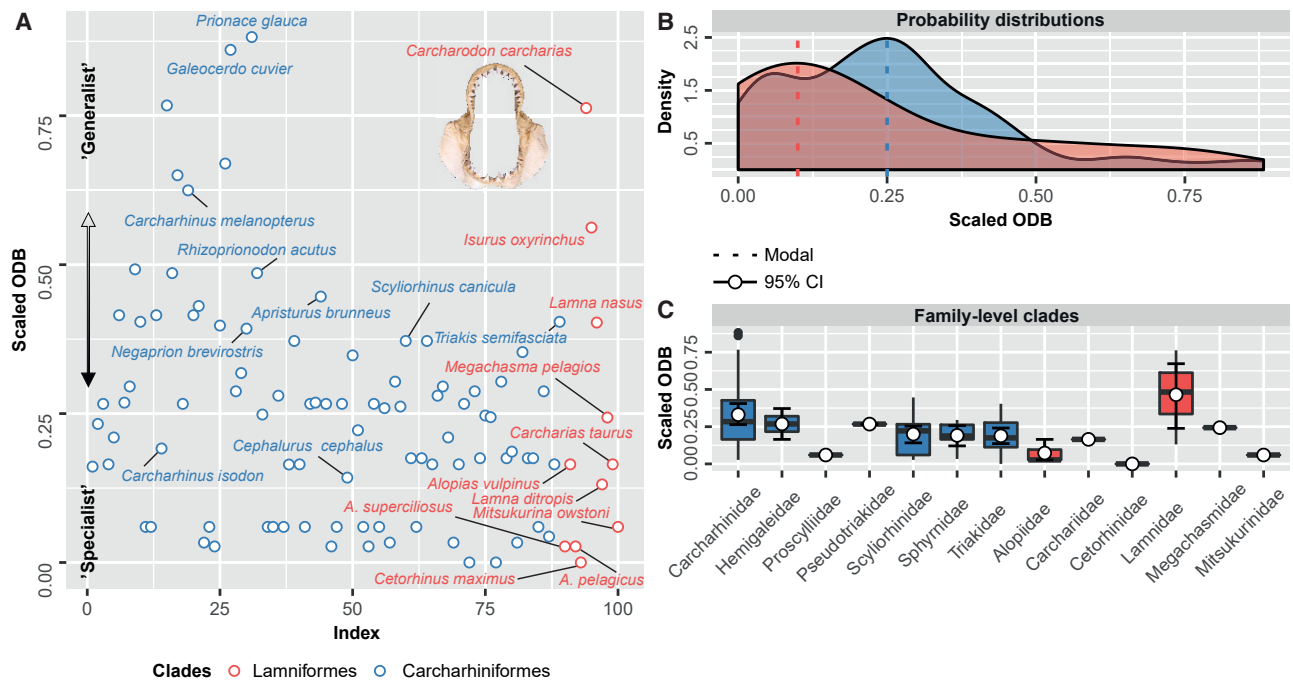 A
Prionace glauca
Galeocerdo cuvier
Carcharodon carcharias
Carcharhinus melanopterus
Isurus oxyrinchus
Rhizoprionodon acutus
Scyliorhinus canicula
Lamna nasus
Apristurus brunneus
Triakis semifasciata
Negaprion brevirostris
Megachasma pelagios
Carcharias taurus
Cephalurus cephalus
Carcharhinus isodon
Alopias vulpinus
Lamna ditropis
A. superciliosus
Mitsukurina owstoni
Cetorhinus maximus
A. pelagicus
'Generalist'
'Specialist'
Scaled ODB
0.75
0.50
0.25
0.00
0
25
50
75
100
Index
Clades
Lamniformes
Carcharhiniformes
B
Probability distributions
Density
2.5
1.5
0.5
0.00
0.25
0.50
0.75
Scaled ODB
Modal
95% CI
C
Family-level clades
Scaled ODB
0.75
0.50
0.25
0.00
Carcharhinidae
Hemigaleidae
Proscylliidae
Pseudotriakidae
Scyliorhinidae
Sphyrnidae
Triakidae
Alopiidae
Carchariidae
Cetorhinidae
Lamnidae
Megachasmidae
Mitsukurinidae